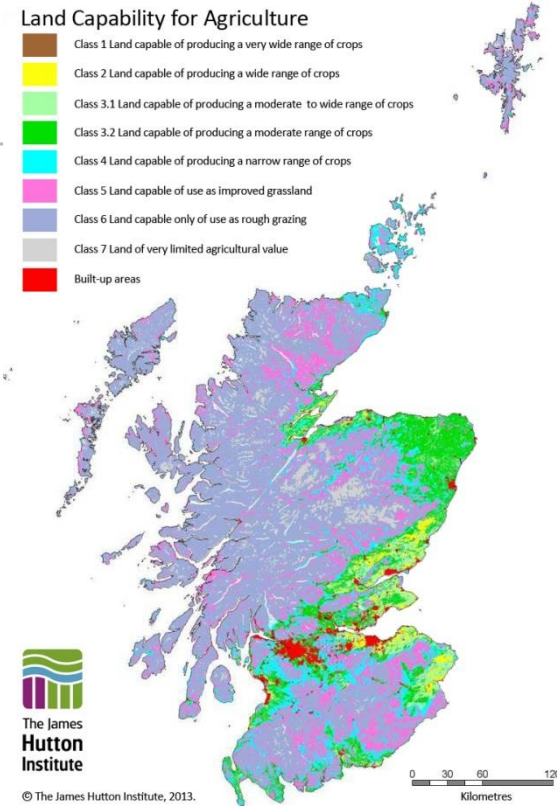 Land Capability for Agriculture
Class 1 Land capable of producing a very wide range of crops
Class 2 Land capable of producing a wide range of crops
Class 3.1 Land capable of producing a moderate to wide range of crops
Class 3.2 Land capable of producing a moderate range of crops
Class 4 Land capable of producing a narrow range of crops
Class 5 Land capable of use as improved grassland
Class 6 Land capable only of use as rough grazing
Class 7 Land of very limited agricultural value
Built-up areas
The James
Hutton
Institute
© The James Hutton Institute, 2013.
0 30 60 120
Kilometres